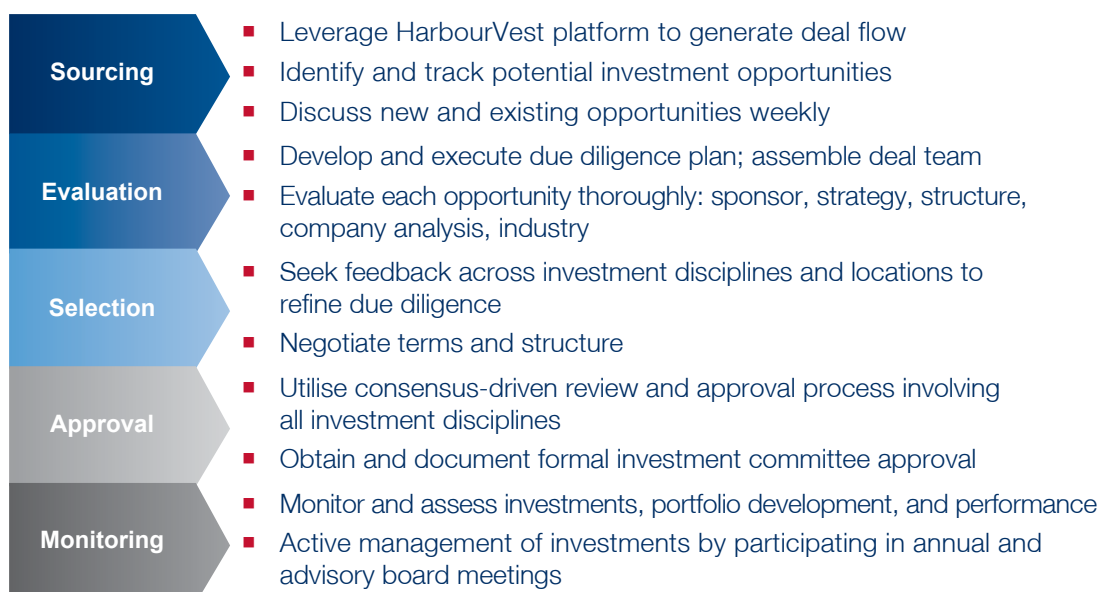 Sourcing
Leverage HarbourVest platform to generate deal flow
Identify and track potential investment opportunities
Discuss new and existing opportunities weekly
Evaluation
Develop and execute due diligence plan; assemble deal team
Evaluate each opportunity thoroughly: sponsor, strategy, structure,
company analysis, industry
Selection
Seek feedback across investment disciplines and locations to
refine due diligence
Negotiate terms and structure
Approval
Utilise consensus-driven review and approval process involving
all investment disciplines
Obtain and document formal investment committee approval
Monitoring
Monitor and assess investments, portfolio development, and performance
Active management of investments by participating in annual and
advisory board meetings